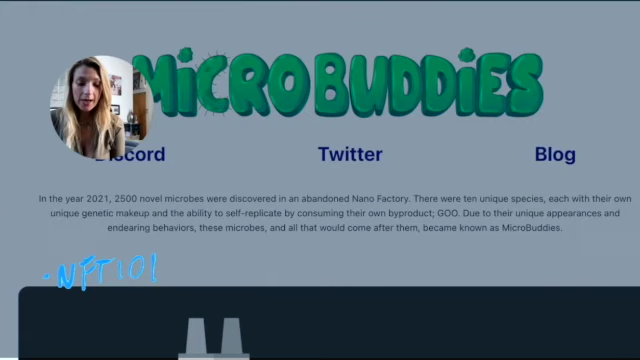 MiCROBUDDiES
Discord Twitter Blog
In the year 2021, 2500 novel microbes were discovered in an abandoned Nano Factory. There were ten unique species, each with their own
unique genetic makeup and the ability to self-replicate by consuming their own byproduct; GOO. Due to their unique appearances and
endearing behaviors, these microbes, and all that would come after them, became known as MicroBuddies.
- NFT 101